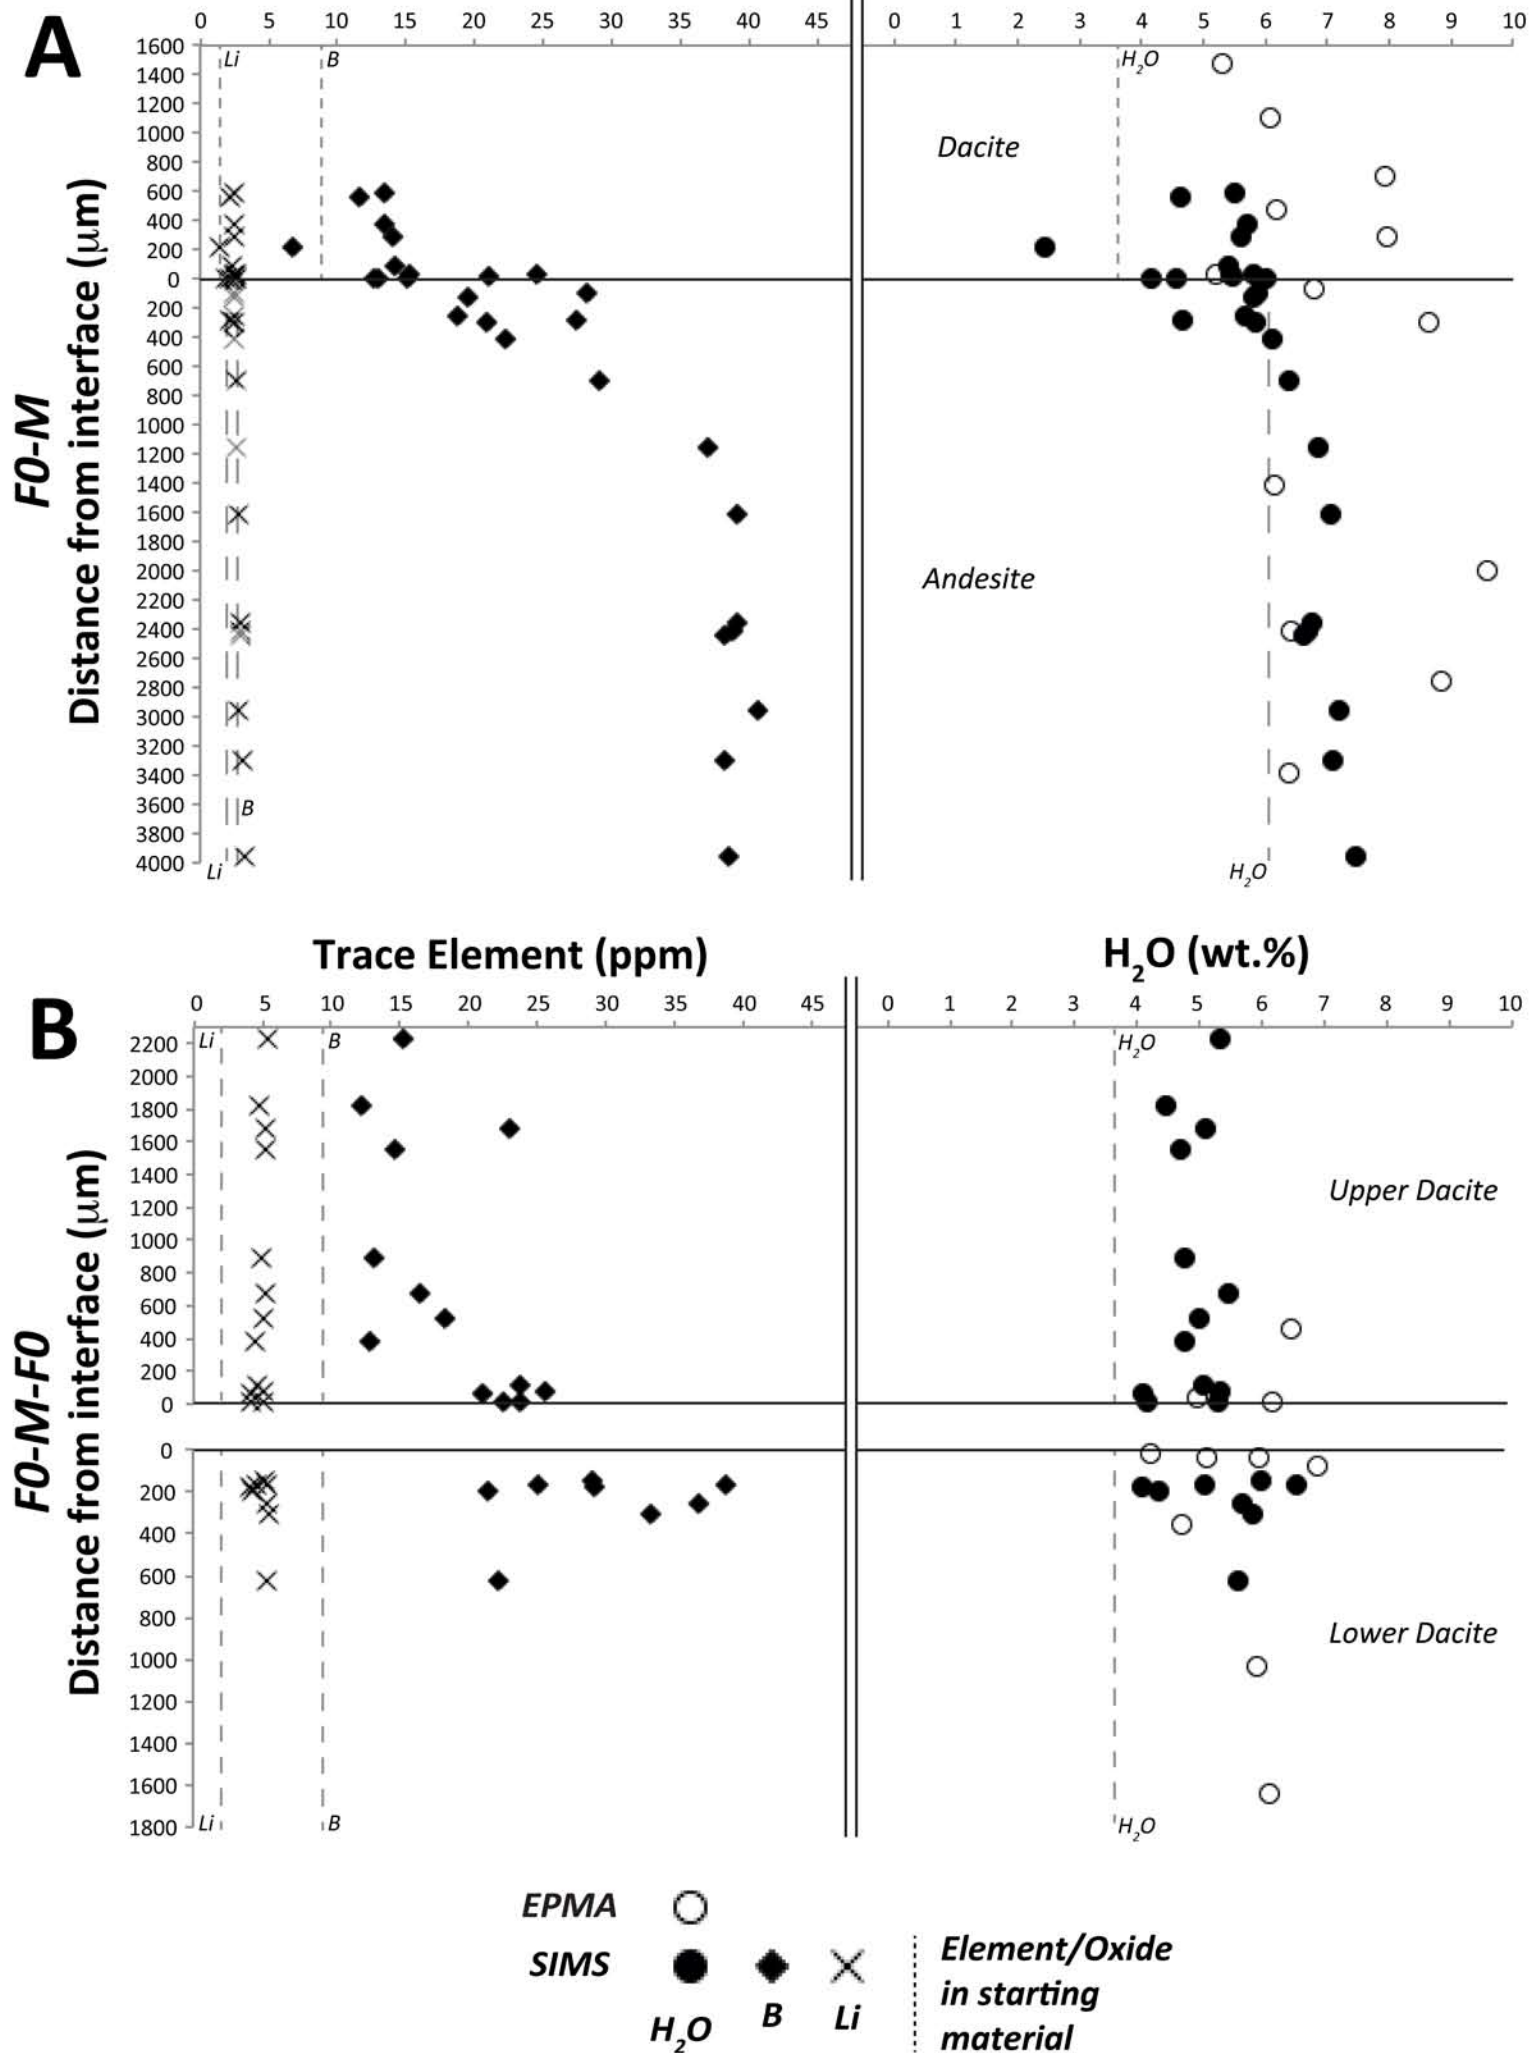 A
0 5 10 15 20 25 30 35 40 45 0 1 2 3 4 5 6 7 8 9 10
1600
Li B H₂O
1400
1200
1000
Dacite
800
600
400
200
0
200
400
600
800
1000
1200
1400
1600
1800
2000
Andesite
2200
2400
2600
2800
3000
3200
3400
3600
B
3800
4000
Li H₂O
F0-M
Distance from interface (μm)
Trace Element (ppm) H₂O (wt.%)
B
0 5 10 15 20 25 30 35 40 45 0 1 2 3 4 5 6 7 8 9 10
2200
Li B H₂O
2000
1800
1600
1400
Upper Dacite
1200
1000
800
600
400
200
0
0
200
400
600
800
Lower Dacite
1000
1200
1400
1600
1800
Li B H₂O
F0-M-F0
Distance from interface (μm)
EPMA
SIMS
H₂O B Li
Element/Oxide
in starting
material